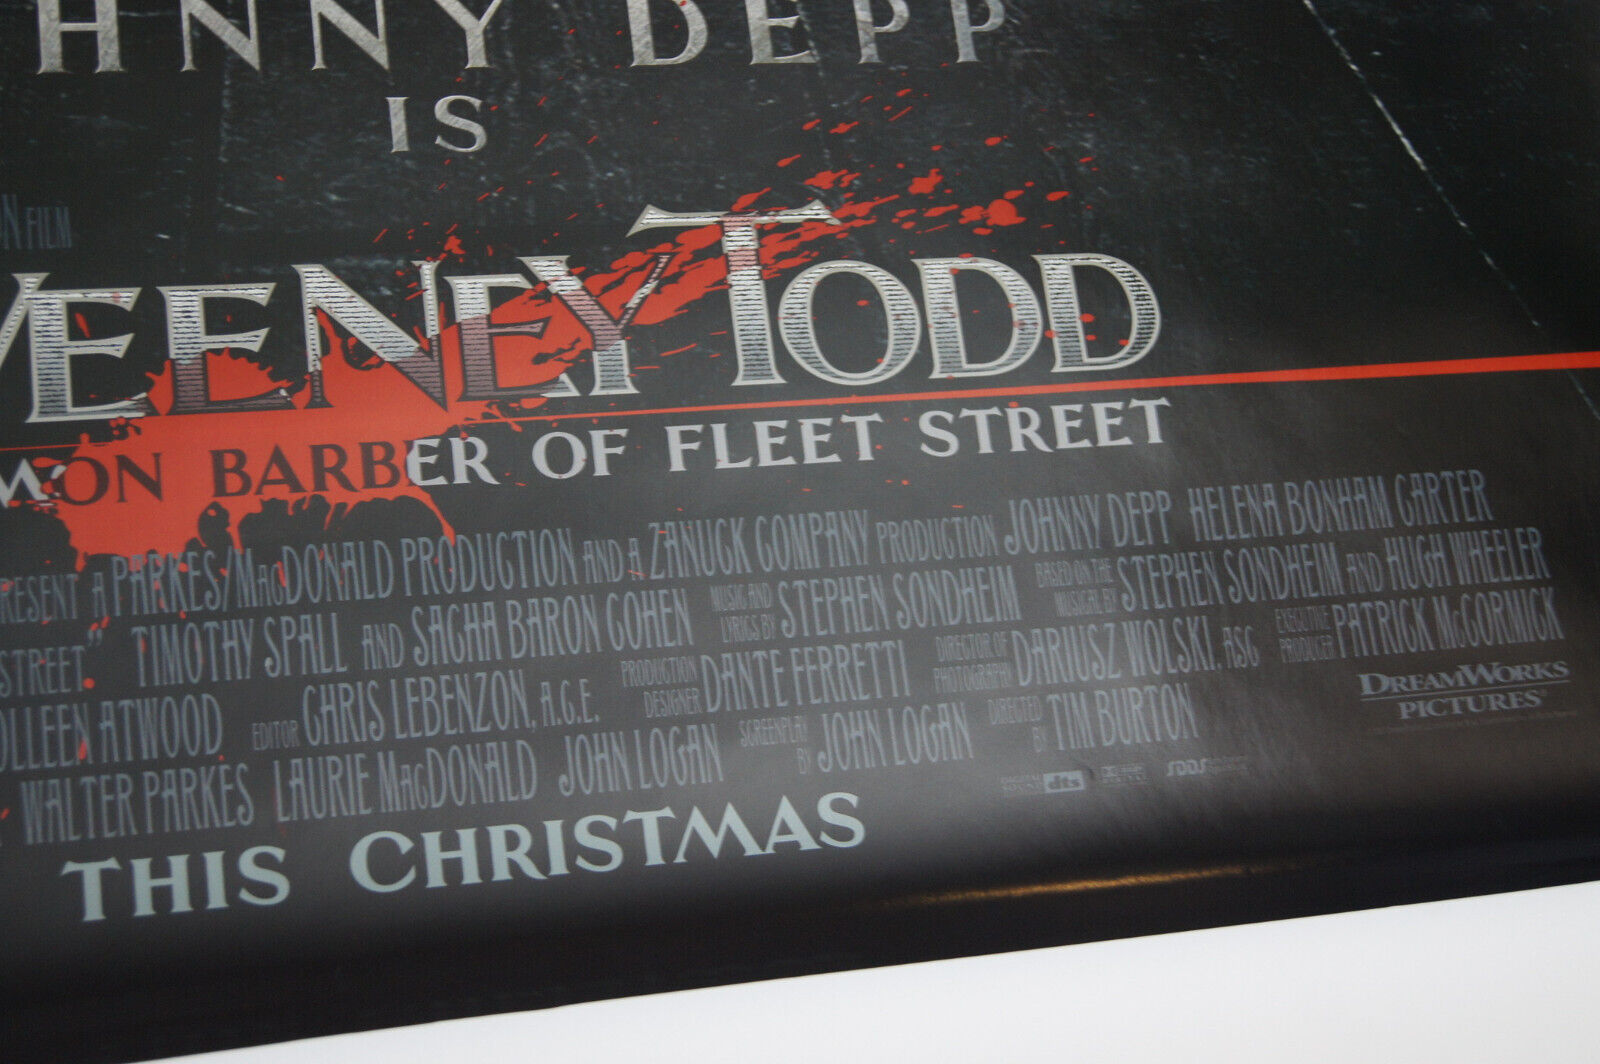 HNNY DEPP
IS
N FILM
WEENEY TODD
MON BARBER OF FLEET STREET
RESENT A PARKES/MACDONALD PRODUCTION AND A ZANUCK COMPANY PRODUCTION JOHNNY DEPP HELENA BONHAM CARTER
STREET" TIMOTHY SPALL AND SACHA BARON COHEN MUSIC AND LYRICS BY STEPHEN SONDHEIM BASED ON THE MUSICAL BY STEPHEN SONDHEIM AND HUGH WHEELER
OLLEEN ATWOOD EDITOR CHRIS LEBENZON, A.C.E. PRODUCTION DESIGNER DANTE FERRETTI DIRECTOR OF PHOTOGRAPHY DARIUSZ WOLSKI, ASC EXECUTIVE PRODUCER PATRICK McCORMICK
WALTER PARKES LAURIE MACDONALD JOHN LOGAN SCREENPLAY BY JOHN LOGAN DIRECTED BY TIM BURTON
DREAMWORKS
PICTURES®
DIGITAL SOUND dts SDDS
THIS CHRISTMAS